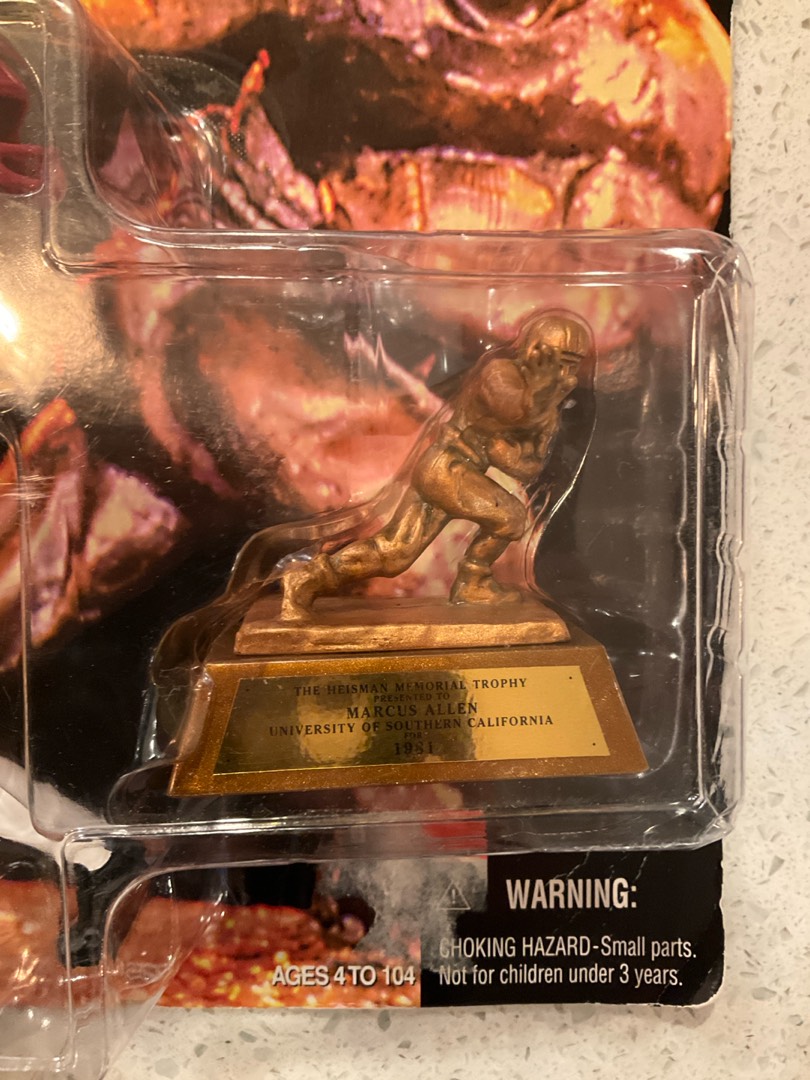 THE HEISMAN MEMORIAL TROPHY
PRESENTED TO
MARCUS ALLEN
UNIVERSITY OF SOUTHERN CALIFORNIA
FOR
1981
WARNING:
CHOKING HAZARD-Small parts.
Not for children under 3 years.
AGES 4 TO 104